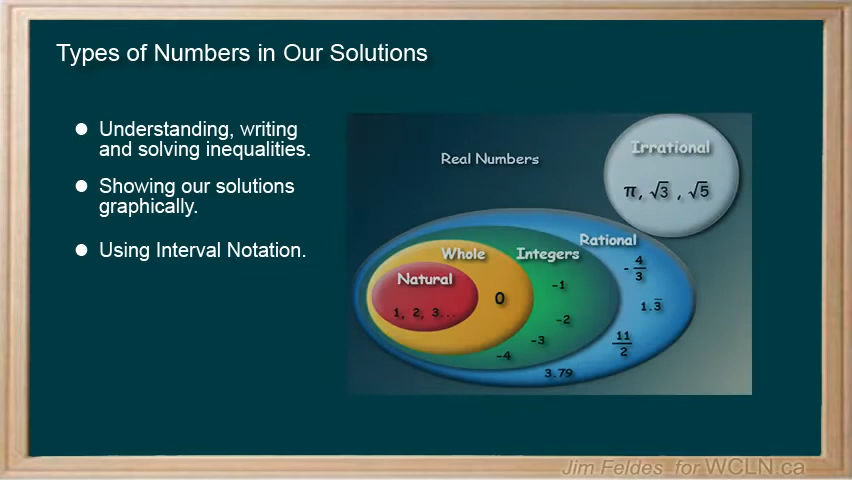 Types of Numbers in Our Solutions
● Understanding, writing
and solving inequalities.
● Showing our solutions
graphically.
● Using Interval Notation.
Real Numbers
Irrational
π, √3 , √5
Rational
Whole
Integers
Natural
1, 2, 3...
0
-1
-2
-3
-4
-4/3
1.3̅
11/2
3.79
Jim Feldes for WCLN.ca